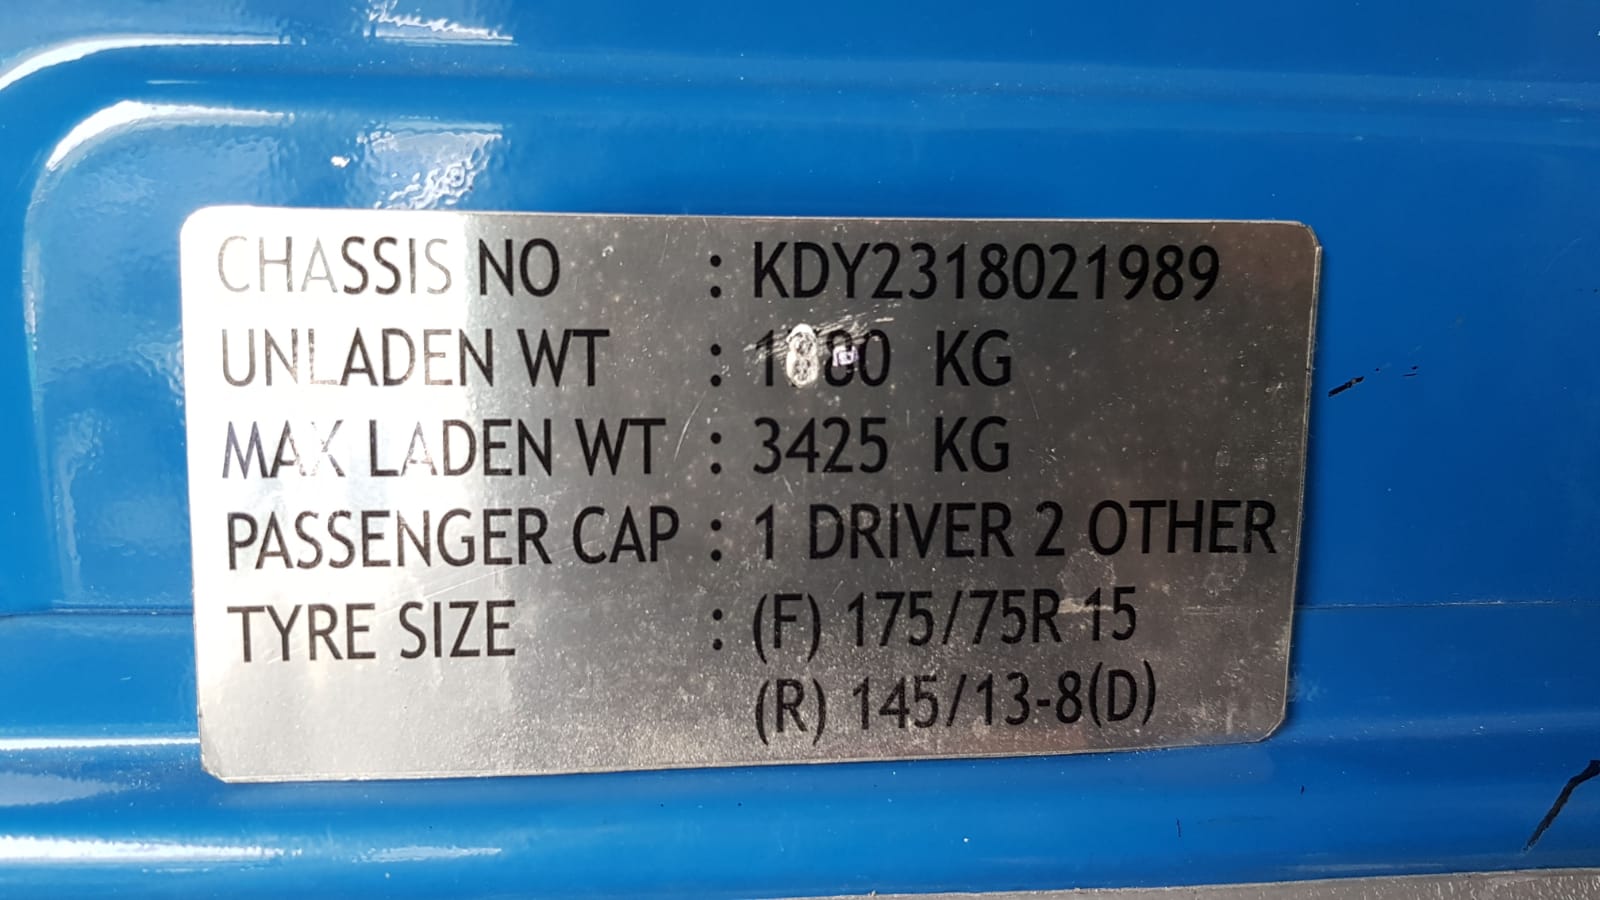 CHASSIS NO : KDY2318021989
UNLADEN WT : KG
MAX LADEN WT : 3425 KG
PASSENGER CAP : 1 DRIVER 2 OTHER
TYRE SIZE : (F) 175/75R 15
(R) 145/13-8(D)